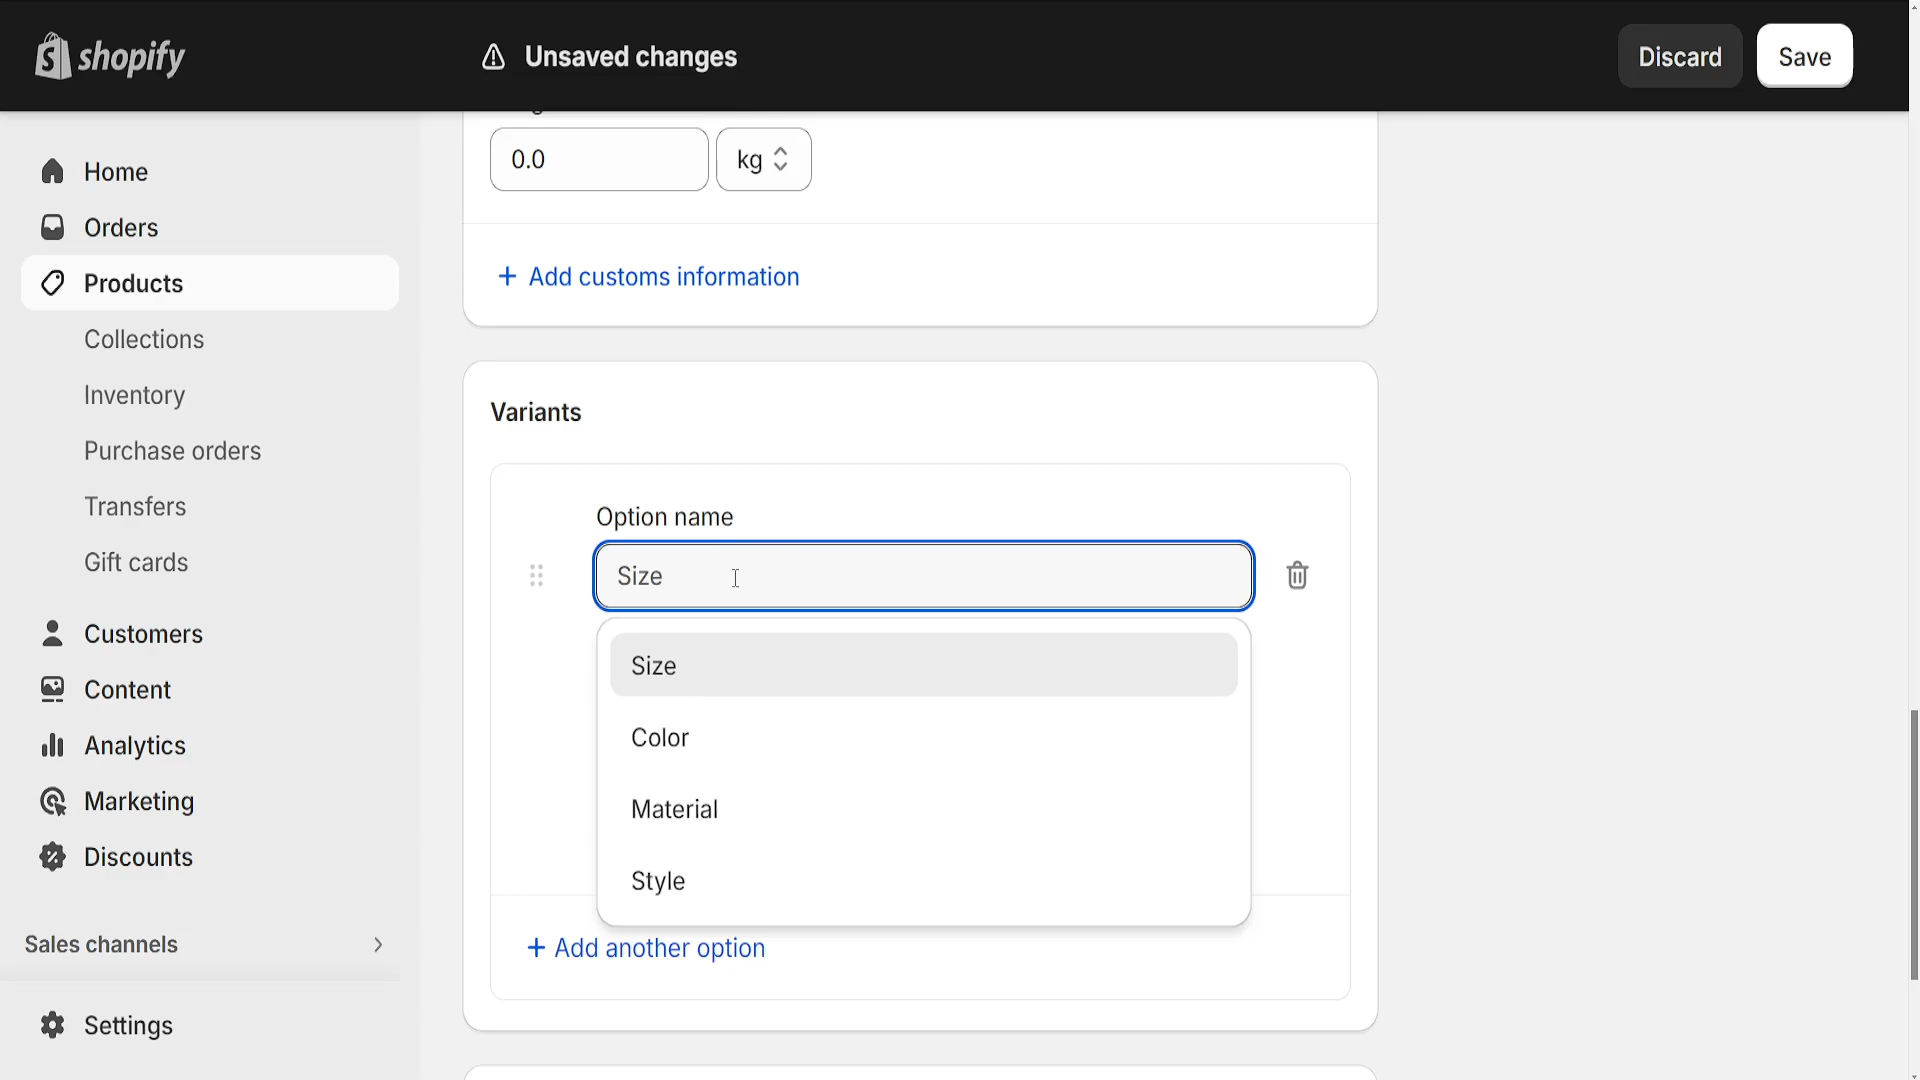 shopify
Unsaved changes
Discard
Save
Home
Orders
Products
Collections
Inventory
Purchase orders
Transfers
Gift cards
Customers
Content
Analytics
Marketing
Discounts
Sales channels
Settings
0.0
kg
+ Add customs information
Variants
Option name
Size
Size
Color
Material
Style
+ Add another option